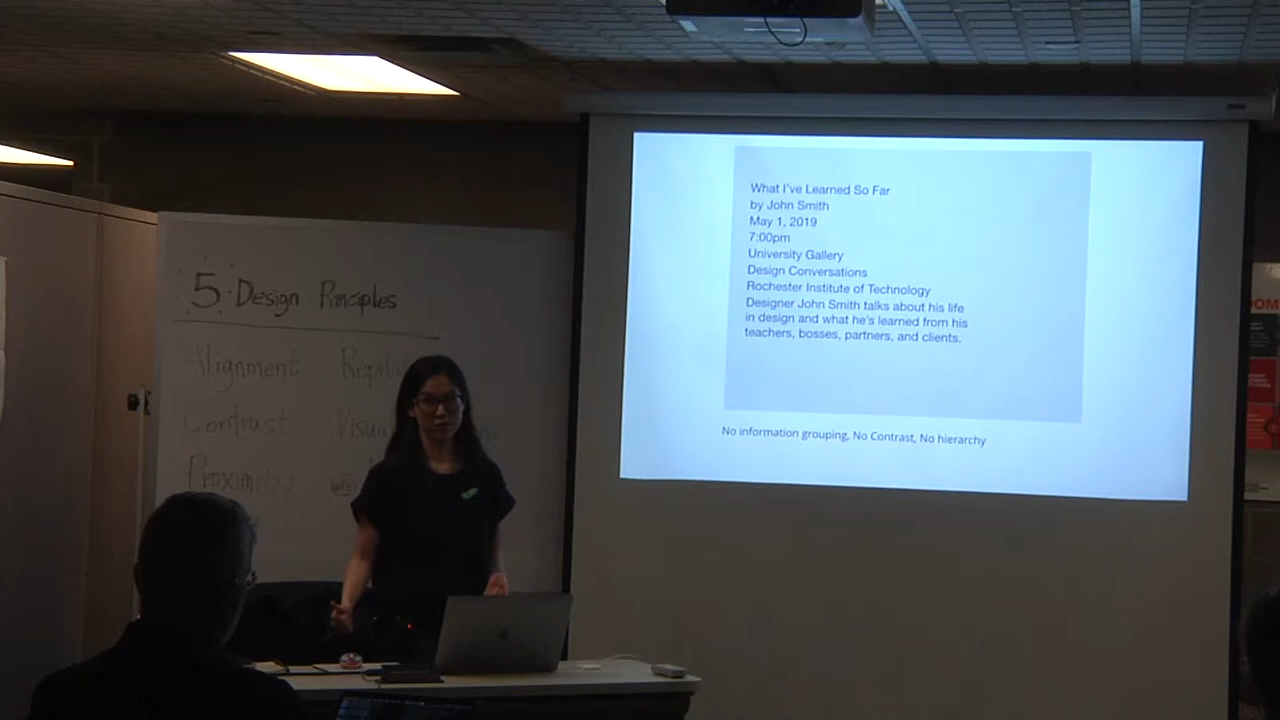 5 Design Principles
Alignment
Contrast
Proximity
What I've Learned So Far
by John Smith
May 1, 2019
7:00pm
University Gallery
Design Conversations
Rochester Institute of Technology
Designer John Smith talks about his life
in design and what he's learned from his
teachers, bosses, partners, and clients.
No information grouping, No Contrast, No hierarchy